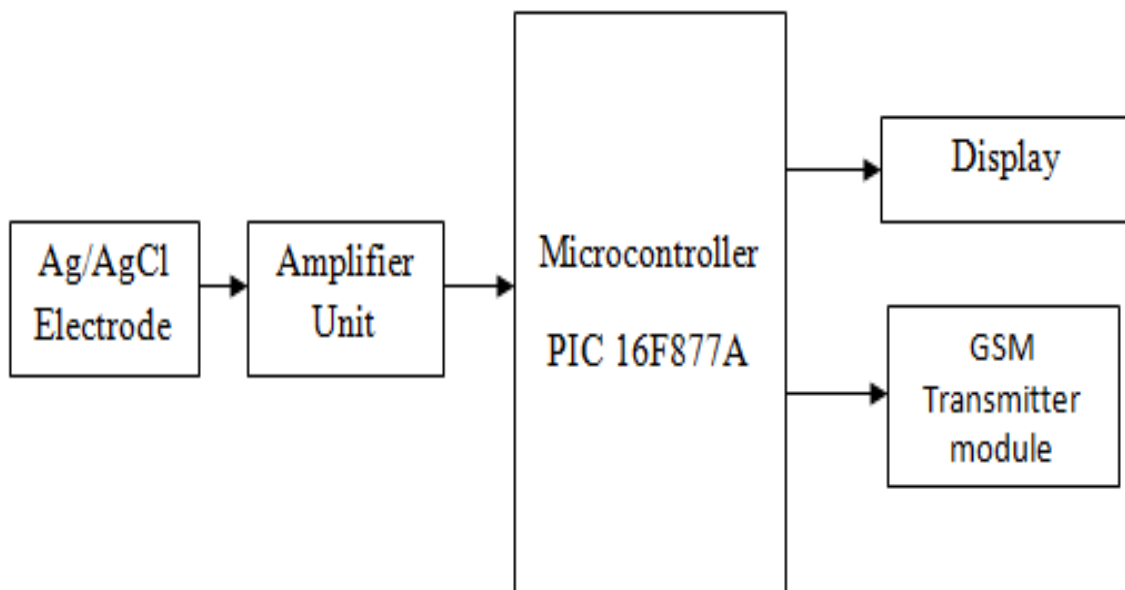 Ag/AgCl
Electrode
Amplifier
Unit
Microcontroller
PIC 16F877A
Display
GSM
Transmitter
module